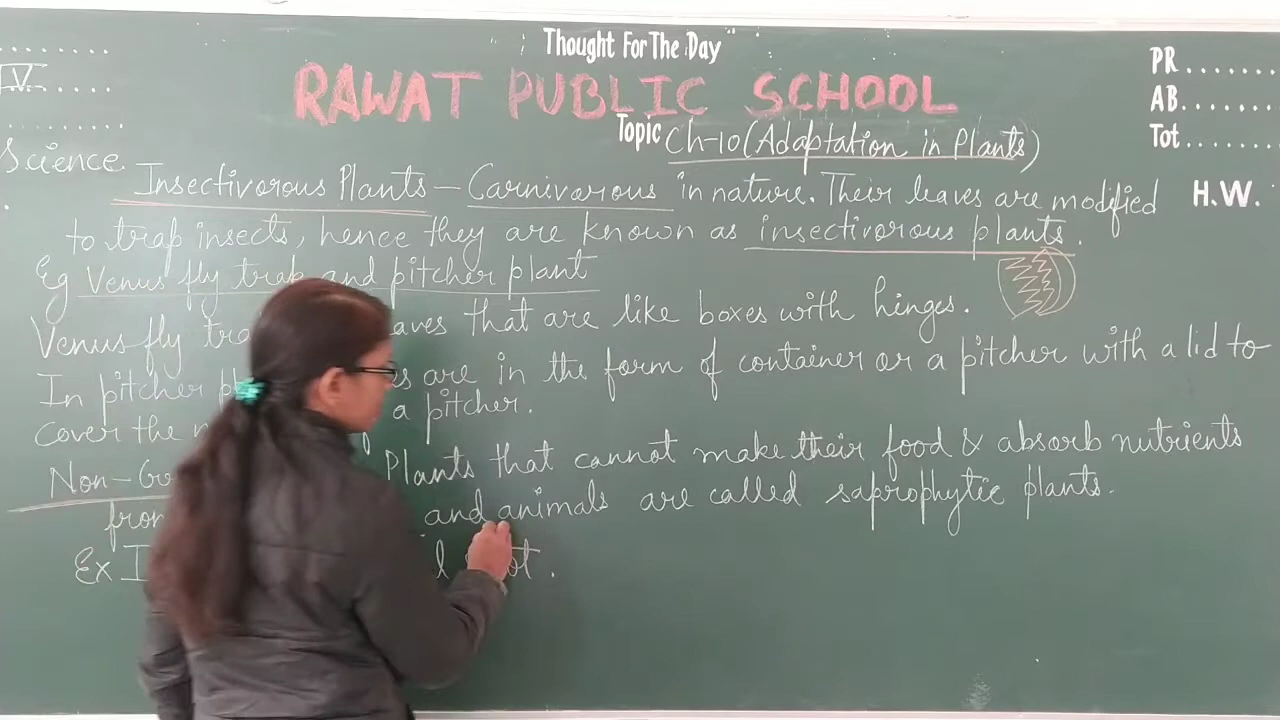 Thought For The Day
RAWAT PUBLIC SCHOOL
PR.......
AB.......
Tot.......
IV
Topic Ch-10 (Adaptation in Plants)
Science.
H.W.
Insectivorous Plants – Carnivarous in nature. Their leaves are modified
to trap insects, hence they are known as insectivorous plants.
Eg Venus fly trap and pitcher plant
Venus fly that are like boxes with hinges.
In pitcher are in the form of container or a pitcher with a lid to
cover the a pitcher.
Non- Plants that cannot make their food & absorb nutrients
and animals are called saprophytic plants.
Ex